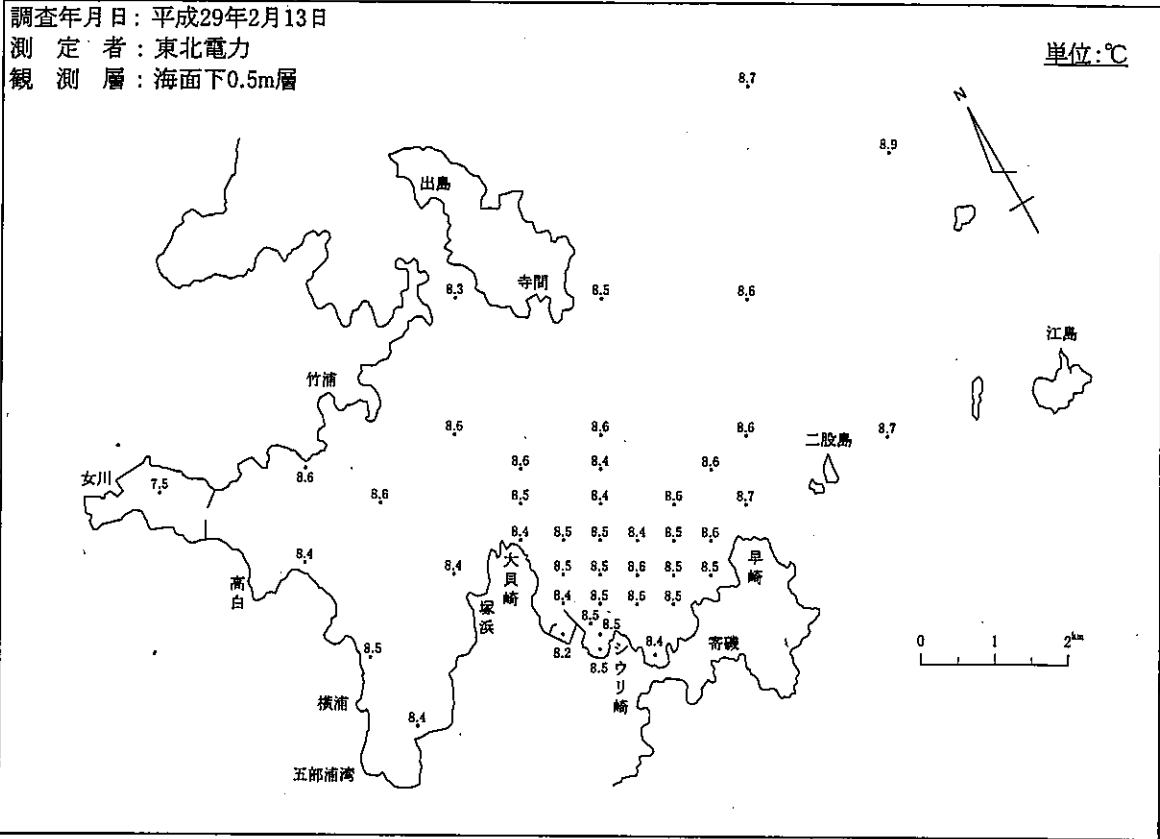 調査年月日：平成29年2月13日
測定者：東北電力
観測層：海面下0.5m層
単位:℃
8.7
N
8.9
出島
寺間
8.3
8.5
8.6
江島
竹浦
8.6
8.6
8.6
8.7
二股島
8.6
8.4
8.6
女川
7.5
8.6
8.6
8.5
8.4
8.6
8.7
8.4
8.5
8.5
8.4
8.5
8.6
8.4
8.4
8.5
8.5
8.6
8.5
8.5
大貝崎
早崎
高白
塚浜
8.4
8.5
8.6
8.5
8.5
8.5
8.2
8.5
8.4
シウリ崎
寄磯
0 1 2km
8.5
横浦
8.4
五部浦湾